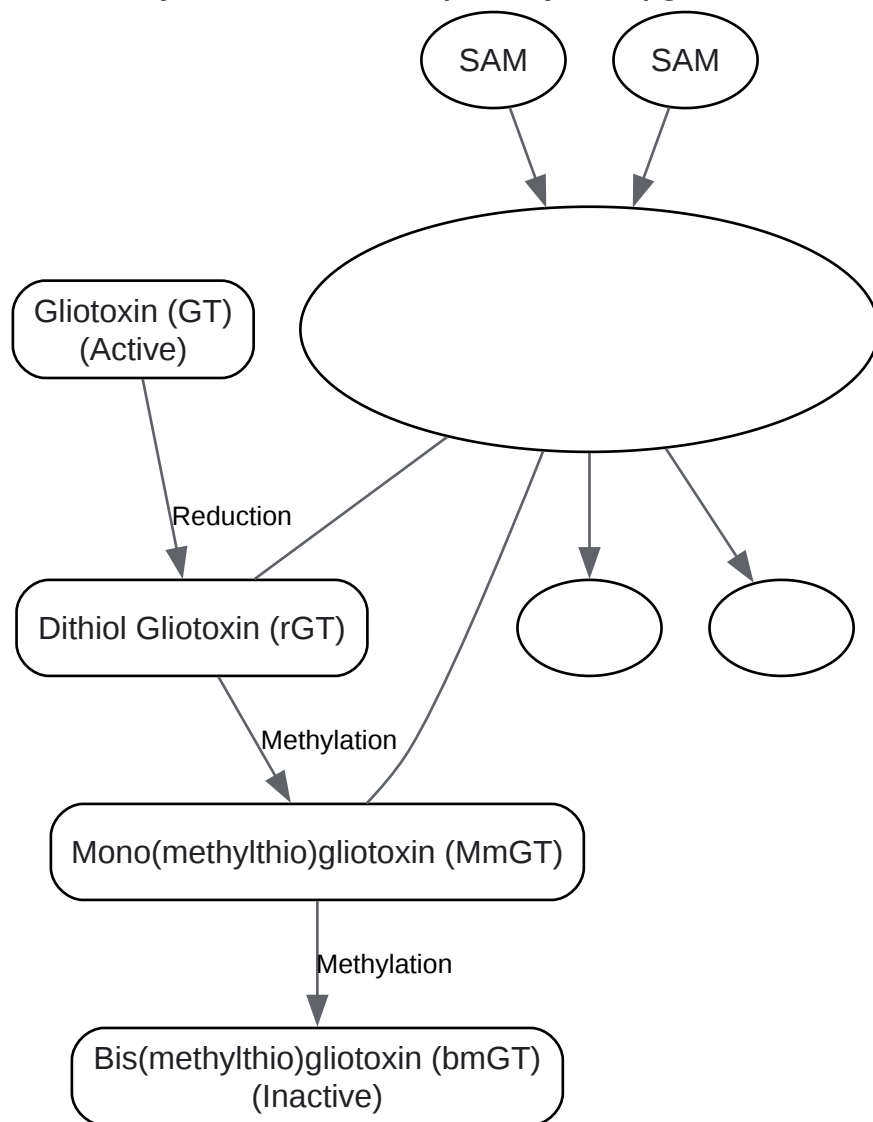 SAM
SAM
Gliotoxin (GT)
(Active)
Reduction
Dithiol Gliotoxin (rGT)
Methylation
Mono(methylthio)gliotoxin (MmGT)
Methylation
Bis(methylthio)gliotoxin (bmGT)
(Inactive)